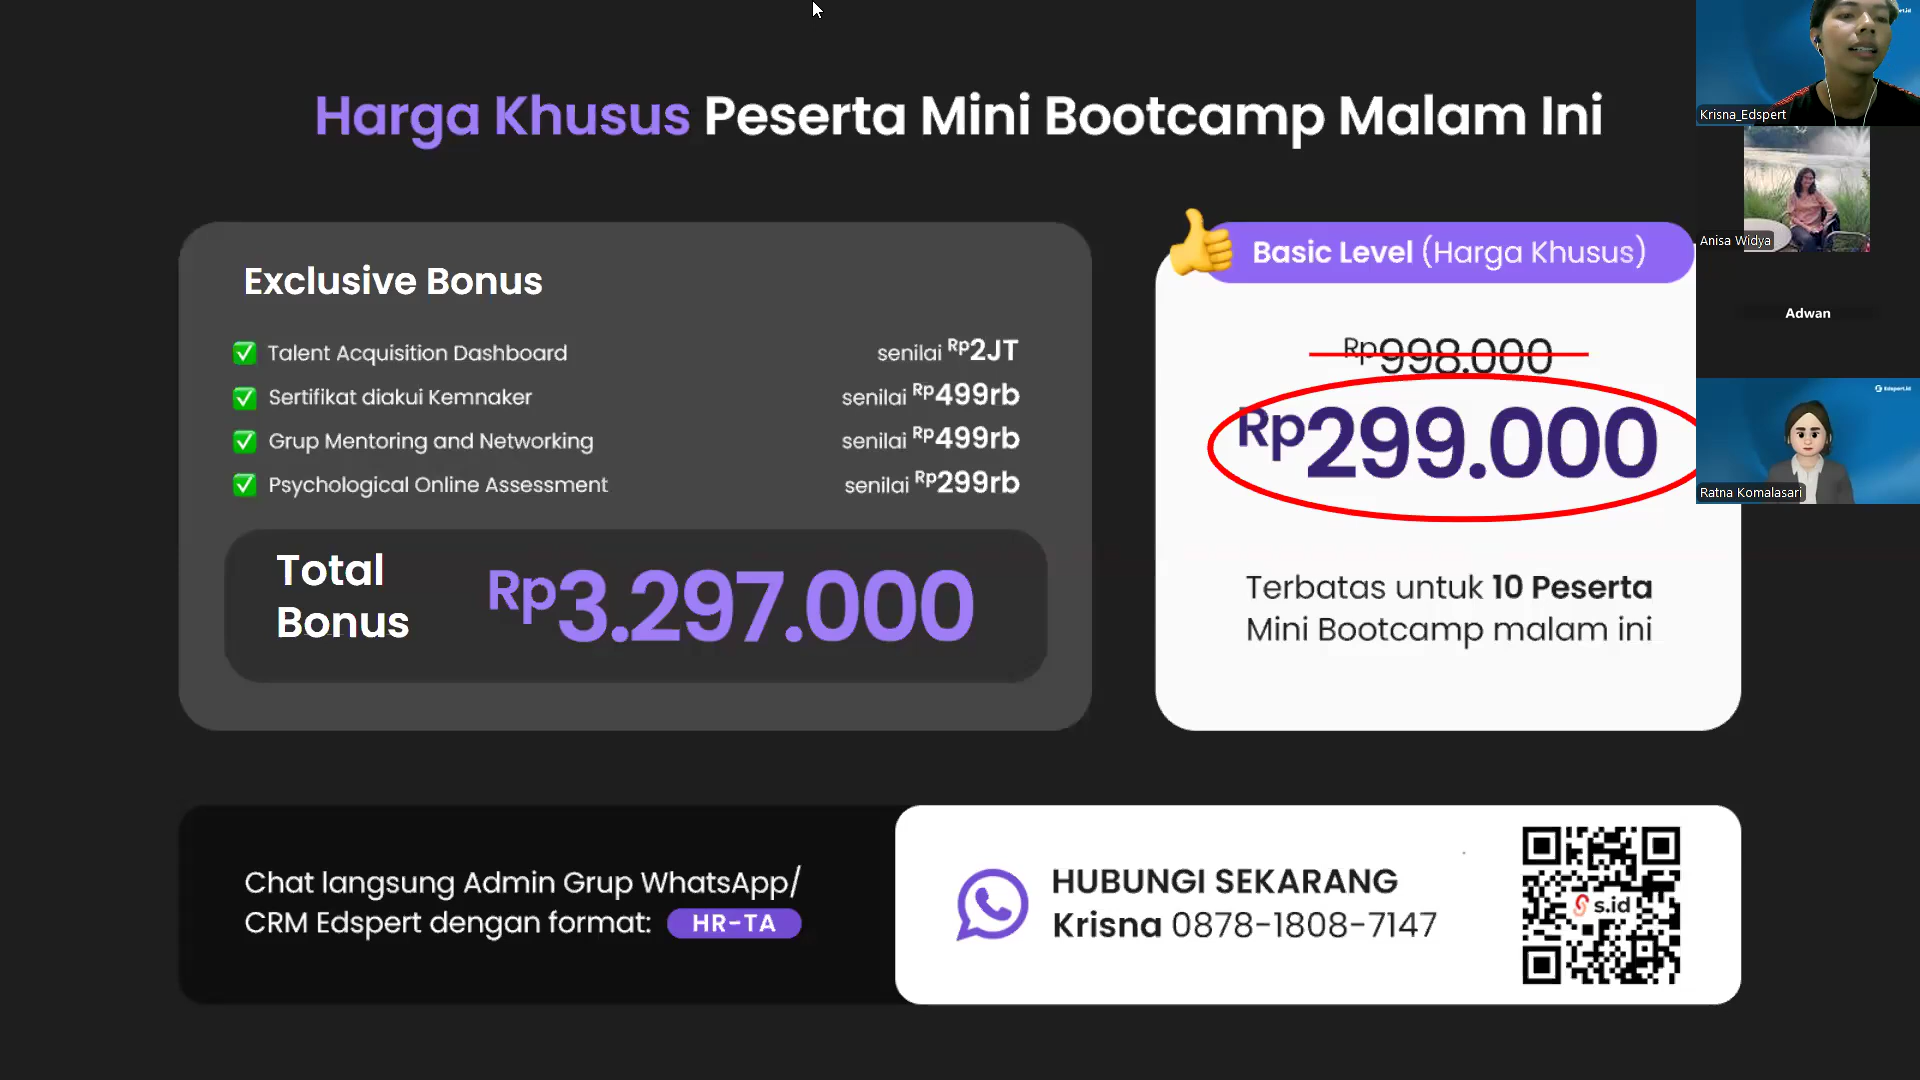 Harga Khusus Peserta Mini Bootcamp Malam Ini
Exclusive Bonus
Talent Acquisition Dashboard senilai Rp2JT
Sertifikat diakui Kemnaker senilai Rp499rb
Grup Mentoring and Networking senilai Rp499rb
Psychological Online Assessment senilai Rp299rb
Total
Bonus
Rp3.297.000
Basic Level (Harga Khusus)
Rp998.000
Rp299.000
Terbatas untuk 10 Peserta
Mini Bootcamp malam ini
Chat langsung Admin Grup WhatsApp/
CRM Edspert dengan format: HR-TA
HUBUNGI SEKARANG
Krisna 0878-1808-7147
s.id
Krisna_Edspert
Anisa Widya
Adwan
Edspert.id
Ratna Komalasari